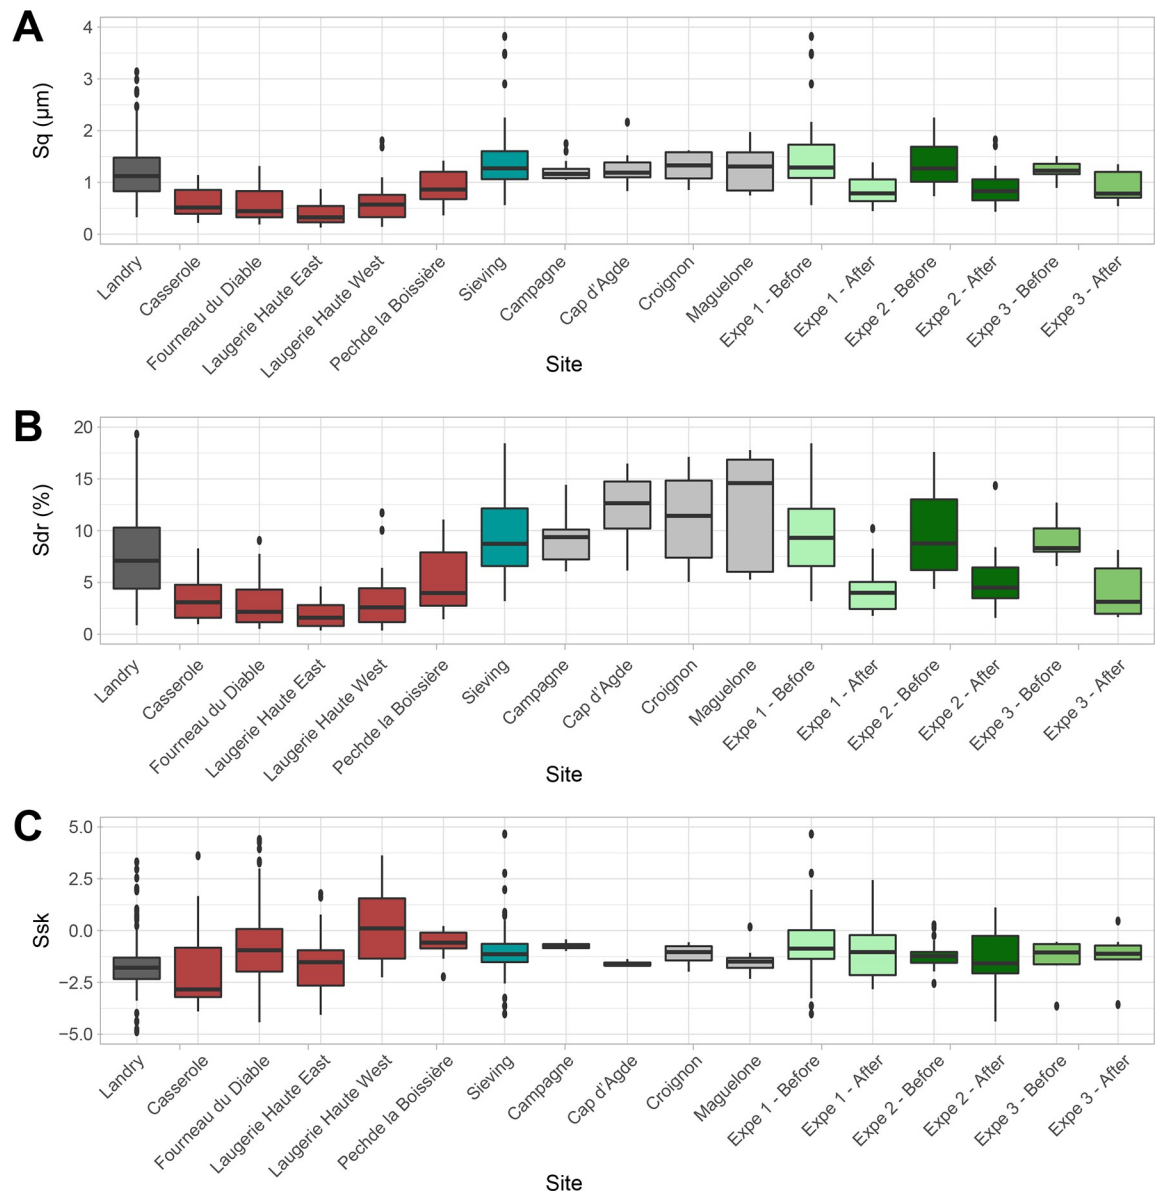 A
Sq (μm)
4
3
2
1
0
Landry
Casserole
Fourneau du Diable
Laugerie Haute East
Laugerie Haute West
Pechde la Boissière
Sieving
Campagne
Cap d'Agde
Croignon
Maguelone
Expe 1 - Before
Expe 1 - After
Expe 2 - Before
Expe 2 - After
Expe 3 - Before
Expe 3 - After
Site
B
Sdr (%)
20
15
10
5
0
Landry
Casserole
Fourneau du Diable
Laugerie Haute East
Laugerie Haute West
Pechde la Boissière
Sieving
Campagne
Cap d'Agde
Croignon
Maguelone
Expe 1 - Before
Expe 1 - After
Expe 2 - Before
Expe 2 - After
Expe 3 - Before
Expe 3 - After
Site
C
Ssk
5.0
2.5
0.0
−2.5
−5.0
Landry
Casserole
Fourneau du Diable
Laugerie Haute East
Laugerie Haute West
Pechde la Boissière
Sieving
Campagne
Cap d'Agde
Croignon
Maguelone
Expe 1 - Before
Expe 1 - After
Expe 2 - Before
Expe 2 - After
Expe 3 - Before
Expe 3 - After
Site